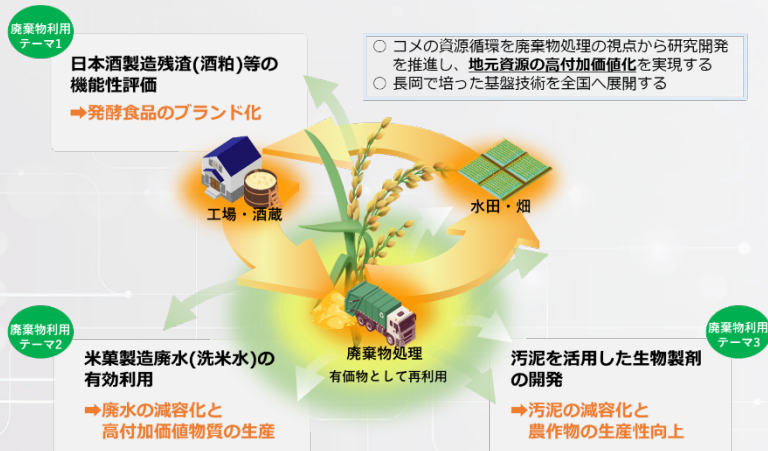 廃棄物利用
テーマ1
日本酒製造残渣(酒粕)等の
機能性評価
➡発酵食品のブランド化
○ コメの資源循環を廃棄物処理の視点から研究開発
を推進し、地元資源の高付加価値化を実現する
○ 長岡で培った基盤技術を全国へ展開する
工場・酒蔵
水田・畑
廃棄物処理
有価物として再利用
廃棄物利用
テーマ2
米菓製造廃水(洗米水)の
有効利用
➡廃水の減容化と
高付加価値物質の生産
廃棄物利用
テーマ3
汚泥を活用した生物製剤
の開発
➡汚泥の減容化と
農作物の生産性向上